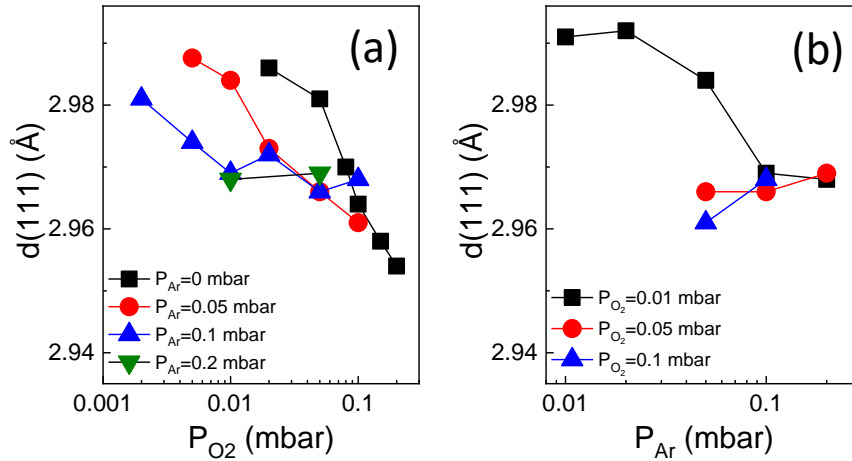 (a)
d(111) (Å)
2.98
2.96
2.94
P_Ar=0 mbar
P_Ar=0.05 mbar
P_Ar=0.1 mbar
P_Ar=0.2 mbar
0.001
0.01
0.1
P_O2 (mbar)
(b)
d(111) (Å)
2.98
2.96
2.94
P_O2=0.01 mbar
P_O2=0.05 mbar
P_O2=0.1 mbar
0.01
0.1
P_Ar (mbar)